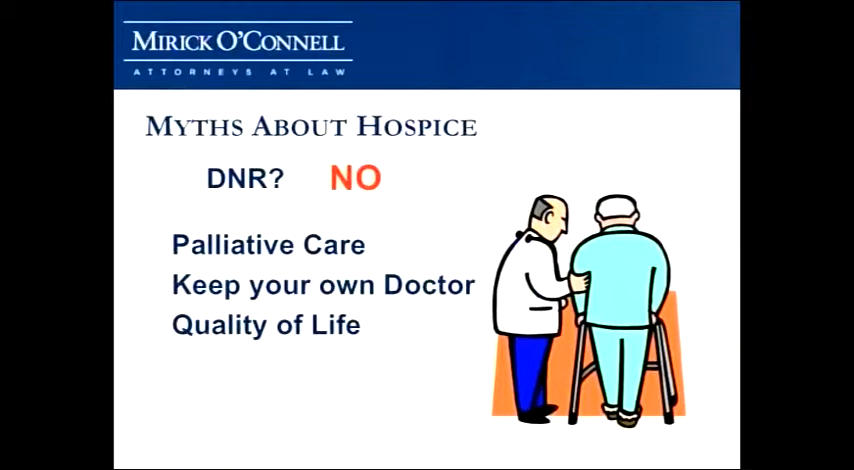 MIRICK O'CONNELL
ATTORNEYS AT LAW
MYTHS ABOUT HOSPICE
DNR? NO
Palliative Care
Keep your own Doctor
Quality of Life